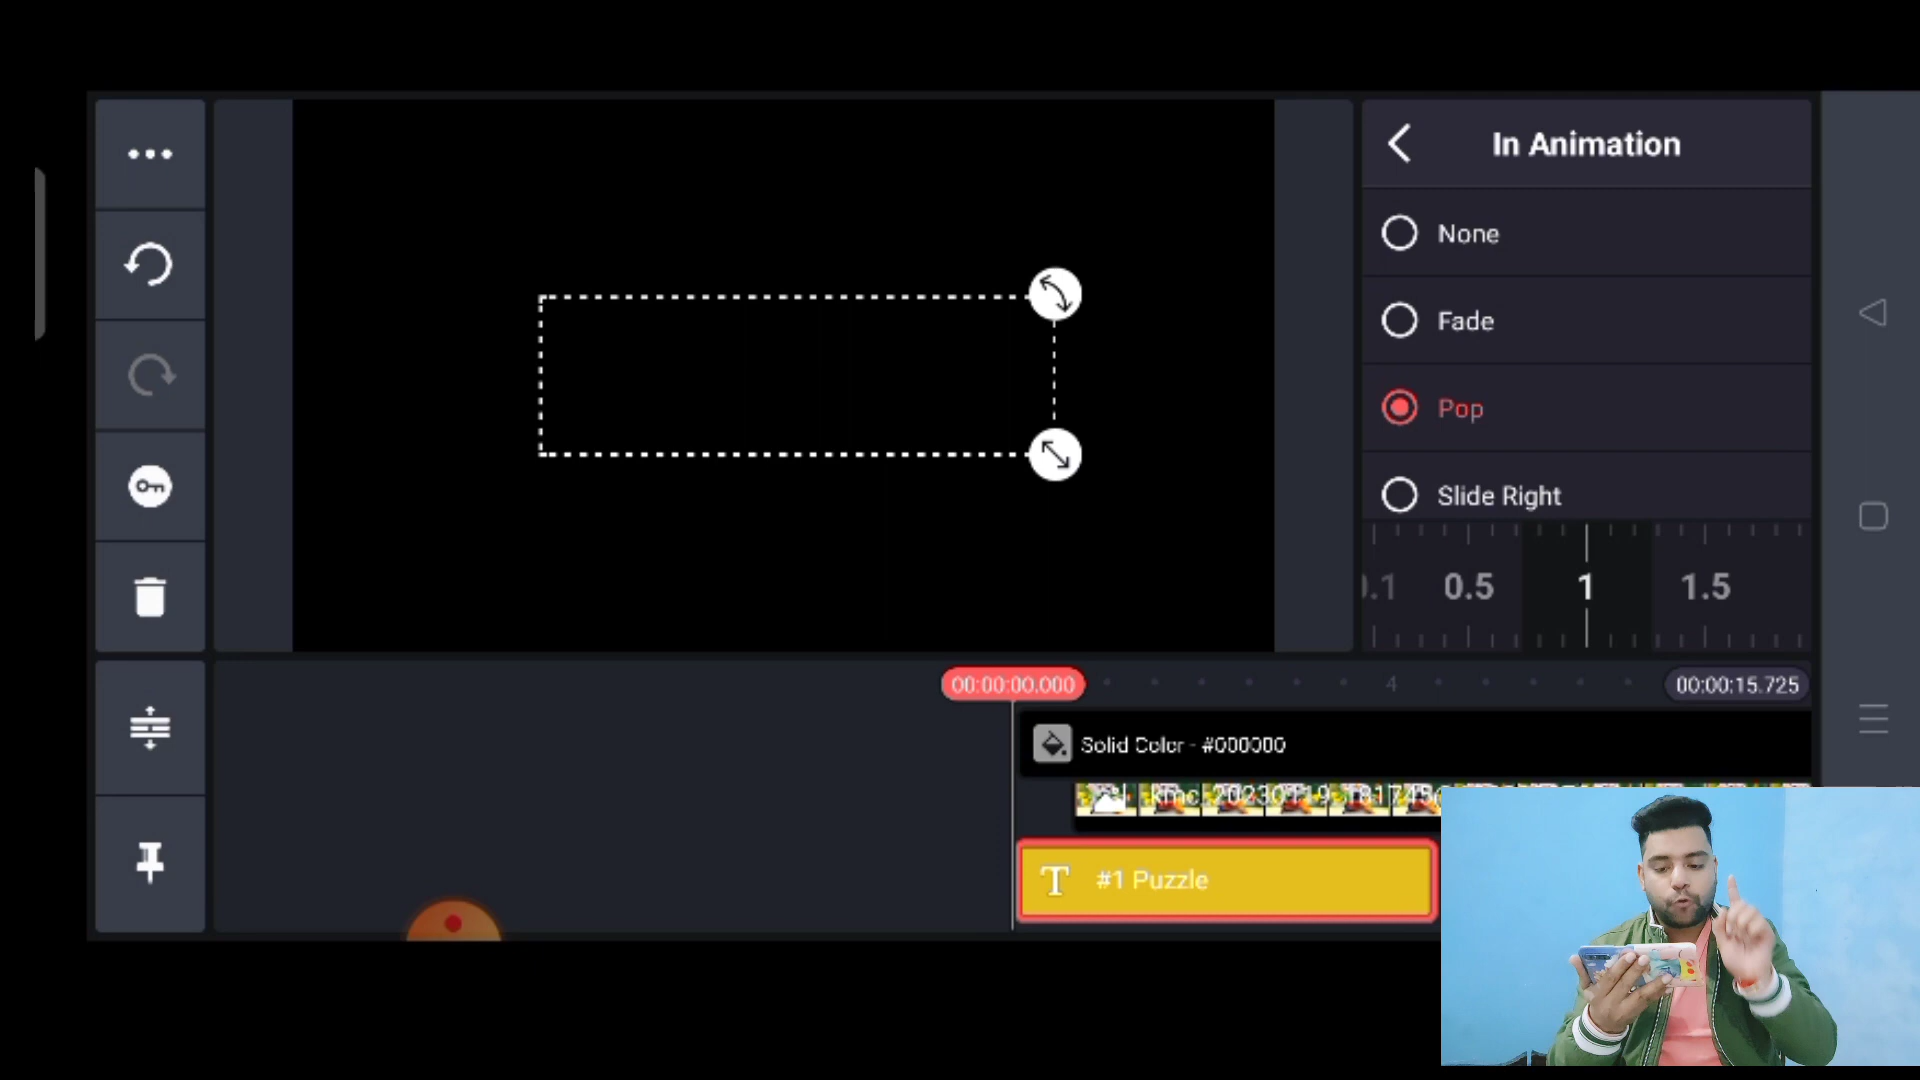 In Animation
None
Fade
Pop
Slide Right
0.5 1 1.5
00:00:00.000 4 00:00:15.725
Solid Color - #000000
#1 Puzzle